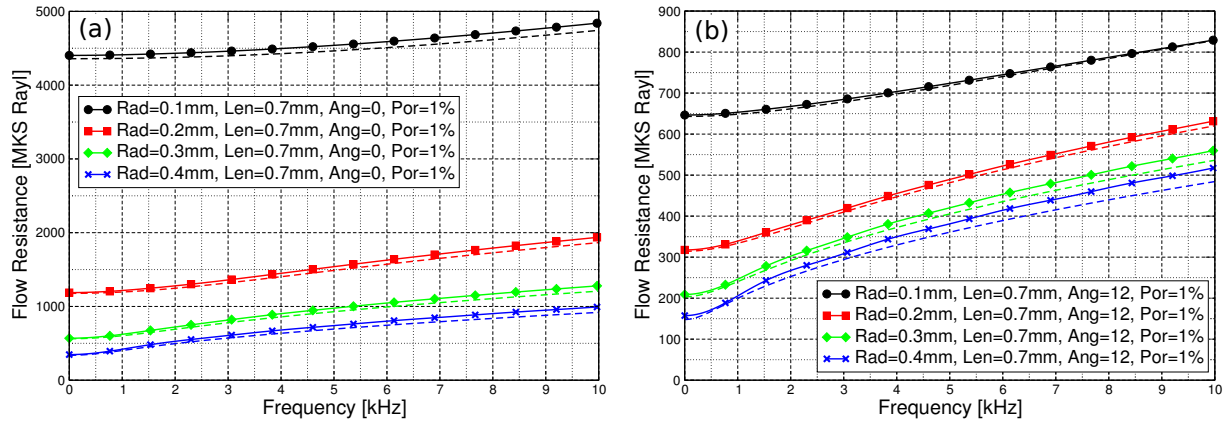 (a)
Flow Resistance [MKS Rayl]
5000
4000
3000
2000
1000
0
Rad=0.1mm, Len=0.7mm, Ang=0, Por=1%
Rad=0.2mm, Len=0.7mm, Ang=0, Por=1%
Rad=0.3mm, Len=0.7mm, Ang=0, Por=1%
Rad=0.4mm, Len=0.7mm, Ang=0, Por=1%
0 1 2 3 4 5 6 7 8 9 10
Frequency [kHz]
(b)
Flow Resistance [MKS Rayl]
900
800
700
600
500
400
300
200
100
0
Rad=0.1mm, Len=0.7mm, Ang=12, Por=1%
Rad=0.2mm, Len=0.7mm, Ang=12, Por=1%
Rad=0.3mm, Len=0.7mm, Ang=12, Por=1%
Rad=0.4mm, Len=0.7mm, Ang=12, Por=1%
0 1 2 3 4 5 6 7 8 9 10
Frequency [kHz]